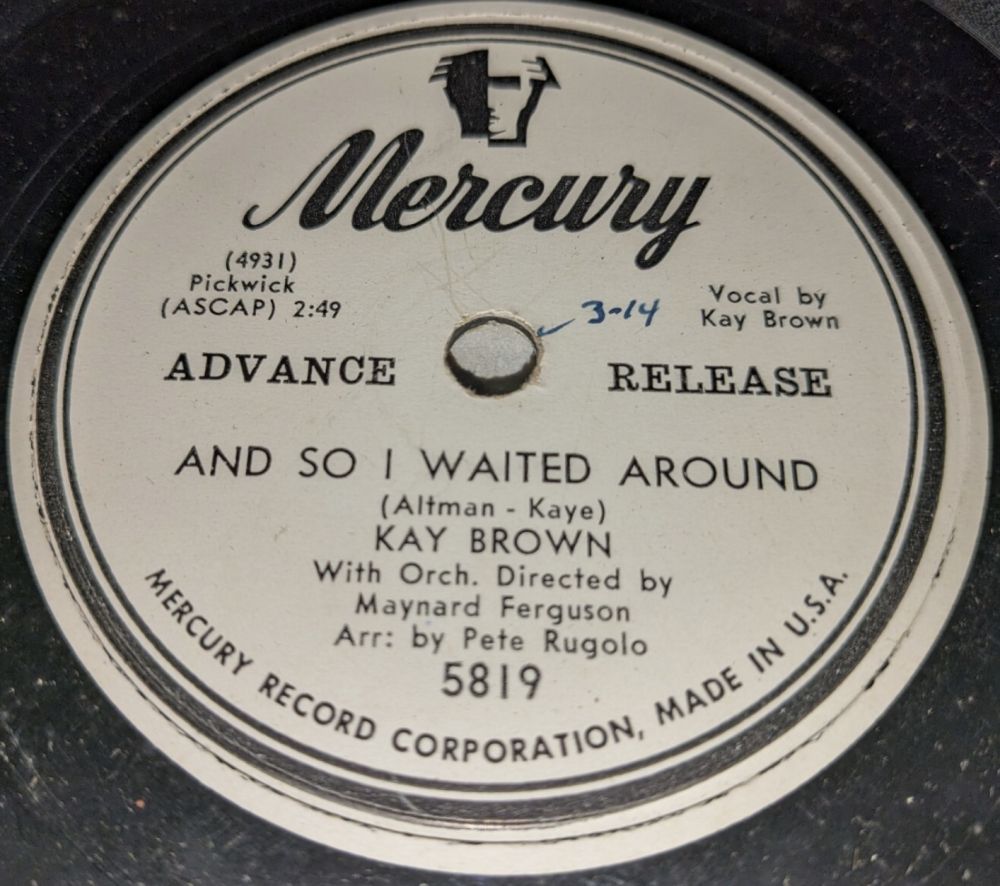 Mercury
(4931)
Pickwick
(ASCAP) 2:49
3-14
Vocal by
Kay Brown
ADVANCE RELEASE
AND SO I WAITED AROUND
(Altman - Kaye)
KAY BROWN
With Orch. Directed by
Maynard Ferguson
Arr: by Pete Rugolo
5819
MERCURY RECORD CORPORATION, MADE IN U.S.A.